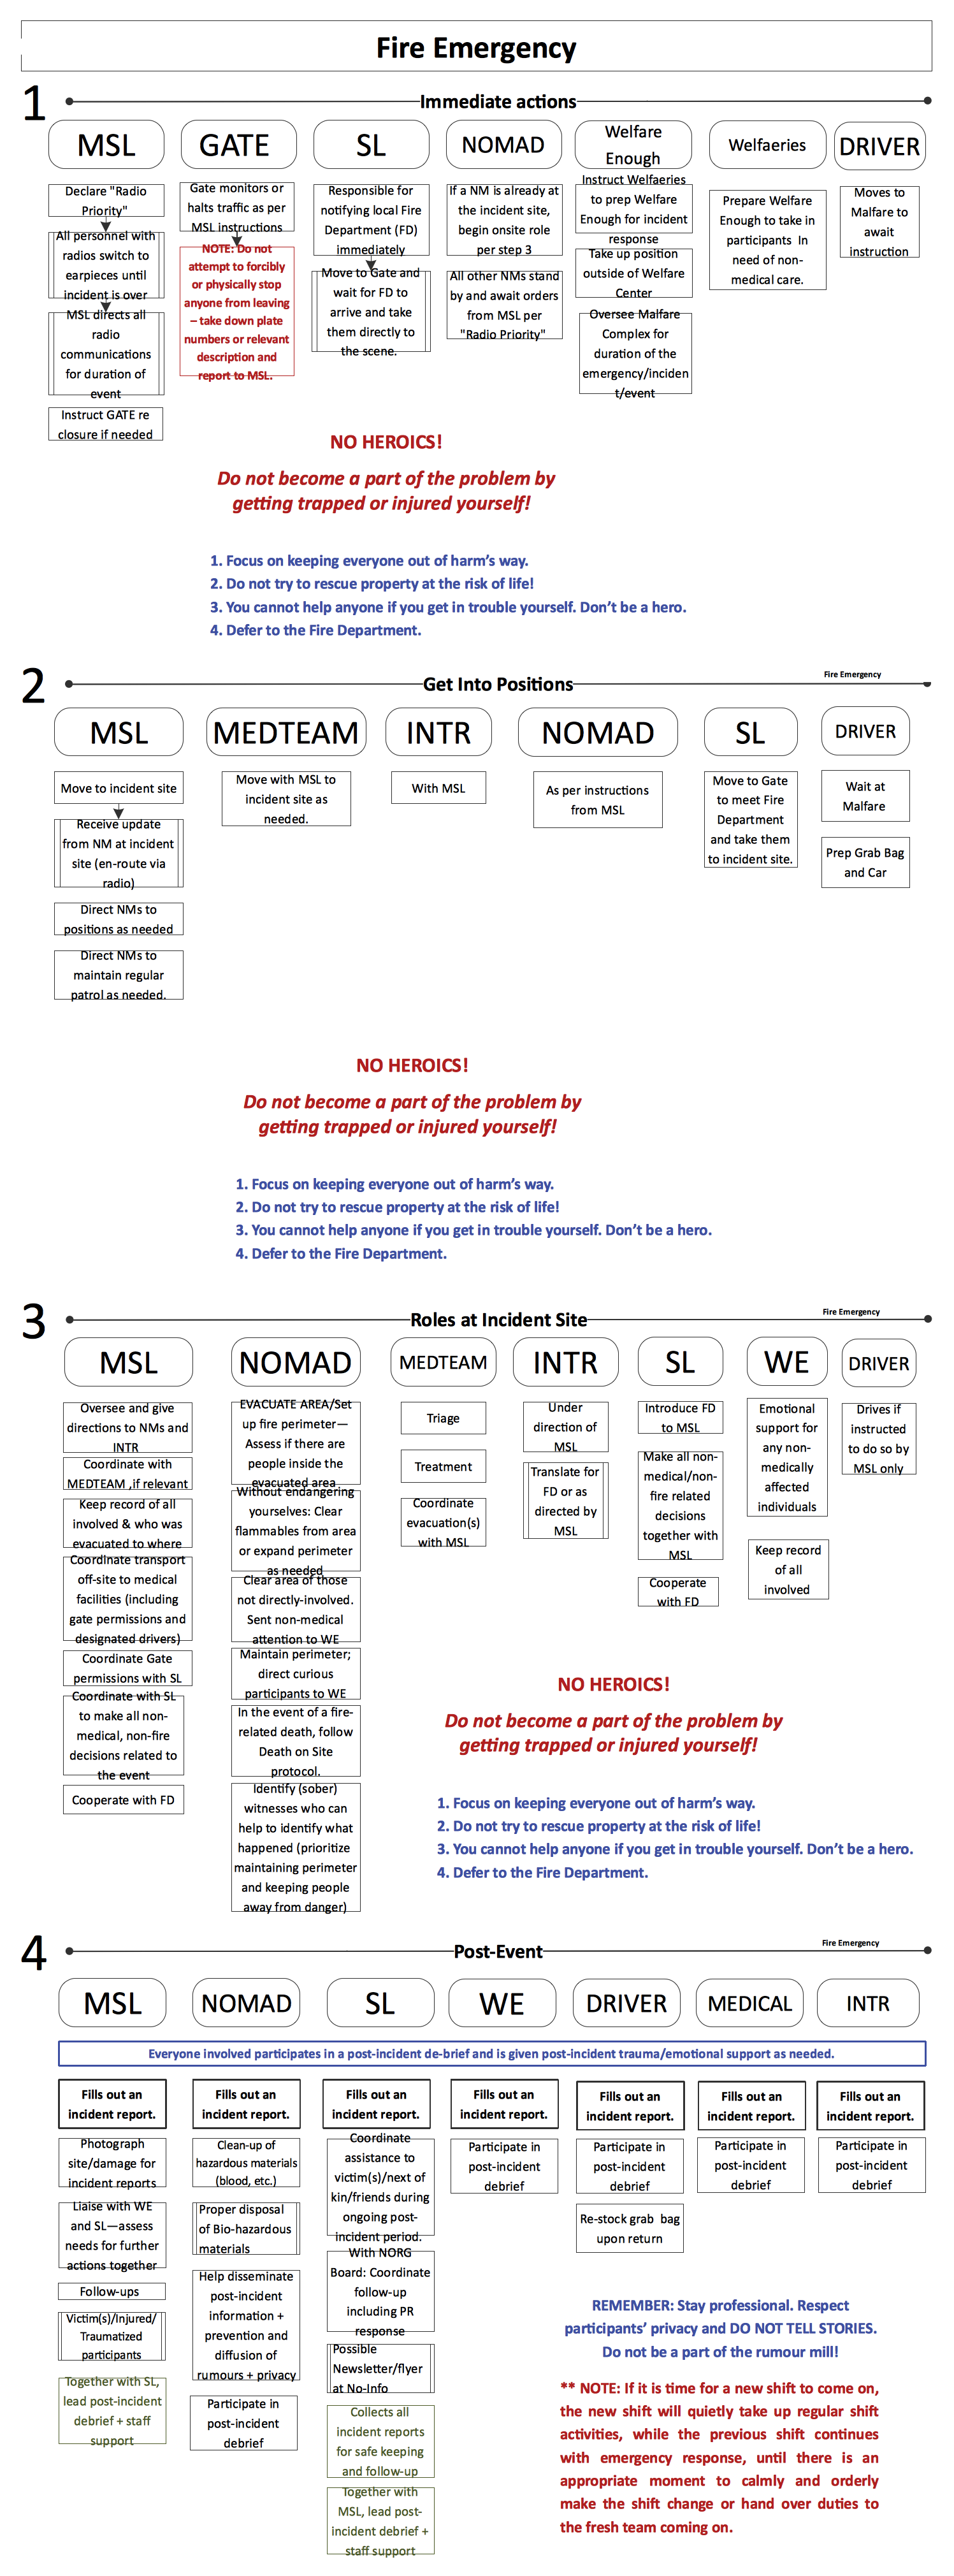 Fire Emergency
1
Immediate actions
MSL
GATE
SL
NOMAD
Welfare
Enough
Welfaeries
DRIVER
Declare "Radio
Priority"
All personnel with
radios switch to
earpieces until
incident is over
MSL directs all
radio
communications
for duration of
event
Instruct GATE re
closure if needed
Gate monitors or
halts traffic as per
MSL instructions
NOTE: Do not
attempt to forcibly
or physically stop
anyone from leaving
– take down plate
numbers or relevant
description and
report to MSL.
Responsible for
notifying local Fire
Department (FD)
immediately
Move to Gate and
wait for FD to
arrive and take
them directly to
the scene.
If a NM is already at
the incident site,
begin onsite role
per step 3
All other NMs stand
by and await orders
from MSL per
"Radio Priority"
Instruct Welfaeries
to prep Welfare
Enough for incident
response
Take up position
outside of Welfare
Center
Oversee Malfare
Complex for
duration of the
emergency/inciden
t/event
Prepare Welfare
Enough to take in
participants In
need of non-
medical care.
Moves to
Malfare to
await
instruction
NO HEROICS!
Do not become a part of the problem by
getting trapped or injured yourself!
1. Focus on keeping everyone out of harm's way.
2. Do not try to rescue property at the risk of life!
3. You cannot help anyone if you get in trouble yourself. Don't be a hero.
4. Defer to the Fire Department.
2
Get Into Positions
Fire Emergency
MSL
MEDTEAM
INTR
NOMAD
SL
DRIVER
Move to incident site
Receive update
from NM at incident
site (en-route via
radio)
Direct NMs to
positions as needed
Direct NMs to
maintain regular
patrol as needed.
Move with MSL to
incident site as
needed.
With MSL
As per instructions
from MSL
Move to Gate
to meet Fire
Department
and take them
to incident site.
Wait at
Malfare
Prep Grab Bag
and Car
NO HEROICS!
Do not become a part of the problem by
getting trapped or injured yourself!
1. Focus on keeping everyone out of harm's way.
2. Do not try to rescue property at the risk of life!
3. You cannot help anyone if you get in trouble yourself. Don't be a hero.
4. Defer to the Fire Department.
3
Roles at Incident Site
Fire Emergency
MSL
NOMAD
MEDTEAM
INTR
SL
WE
DRIVER
Oversee and give
directions to NMs and
INTR
Coordinate with
MEDTEAM ,if relevant
Keep record of all
involved & who was
evacuated to where
Coordinate transport
off-site to medical
facilities (including
gate permissions and
designated drivers)
Coordinate Gate
permissions with SL
Coordinate with SL
to make all non-
medical, non-fire
decisions related to
the event
Cooperate with FD
EVACUATE AREA/Set
up fire perimeter—
Assess if there are
people inside the
evacuated area
Without endangering
yourselves: Clear
flammables from area
or expand perimeter
as needed
Clear area of those
not directly-involved.
Sent non-medical
attention to WE
Maintain perimeter;
direct curious
participants to WE
In the event of a fire-
related death, follow
Death on Site
protocol.
Identify (sober)
witnesses who can
help to identify what
happened (prioritize
maintaining perimeter
and keeping people
away from danger)
Triage
Treatment
Coordinate
evacuation(s)
with MSL
Under
direction of
MSL
Translate for
FD or as
directed by
MSL
Introduce FD
to MSL
Make all non-
medical/non-
fire related
decisions
together with
MSL
Cooperate
with FD
Emotional
support for
any non-
medically
affected
individuals
Keep record
of all
involved
Drives if
instructed
to do so by
MSL only
NO HEROICS!
Do not become a part of the problem by
getting trapped or injured yourself!
1. Focus on keeping everyone out of harm's way.
2. Do not try to rescue property at the risk of life!
3. You cannot help anyone if you get in trouble yourself. Don't be a hero.
4. Defer to the Fire Department.
4
Post-Event
Fire Emergency
MSL
NOMAD
SL
WE
DRIVER
MEDICAL
INTR
Everyone involved participates in a post-incident de-brief and is given post-incident trauma/emotional support as needed.
Fills out an
incident report.
Photograph
site/damage for
incident reports
Liaise with WE
and SL—assess
needs for further
actions together
Follow-ups
Victim(s)/Injured/
Traumatized
participants
Together with SL,
lead post-incident
debrief + staff
support
Fills out an
incident report.
Clean-up of
hazardous materials
(blood, etc.)
Proper disposal
of Bio-hazardous
materials
Help disseminate
post-incident
information +
prevention and
diffusion of
rumours + privacy
Participate in
post-incident
debrief
Fills out an
incident report.
Coordinate
assistance to
victim(s)/next of
kin/friends during
ongoing post-
incident period.
With NORG
Board: Coordinate
follow-up
including PR
response
Possible
Newsletter/flyer
at No-Info
Collects all
incident reports
for safe keeping
and follow-up
Together with
MSL, lead post-
incident debrief +
staff support
Fills out an
incident report.
Participate in
post-incident
debrief
Fills out an
incident report.
Participate in
post-incident
debrief
Re-stock grab bag
upon return
Fills out an
incident report.
Participate in
post-incident
debrief
Fills out an
incident report.
Participate in
post-incident
debrief
REMEMBER: Stay professional. Respect
participants' privacy and DO NOT TELL STORIES.
Do not be a part of the rumour mill!
** NOTE: If it is time for a new shift to come on,
the new shift will quietly take up regular shift
activities, while the previous shift continues
with emergency response, until there is an
appropriate moment to calmly and orderly
make the shift change or hand over duties to
the fresh team coming on.